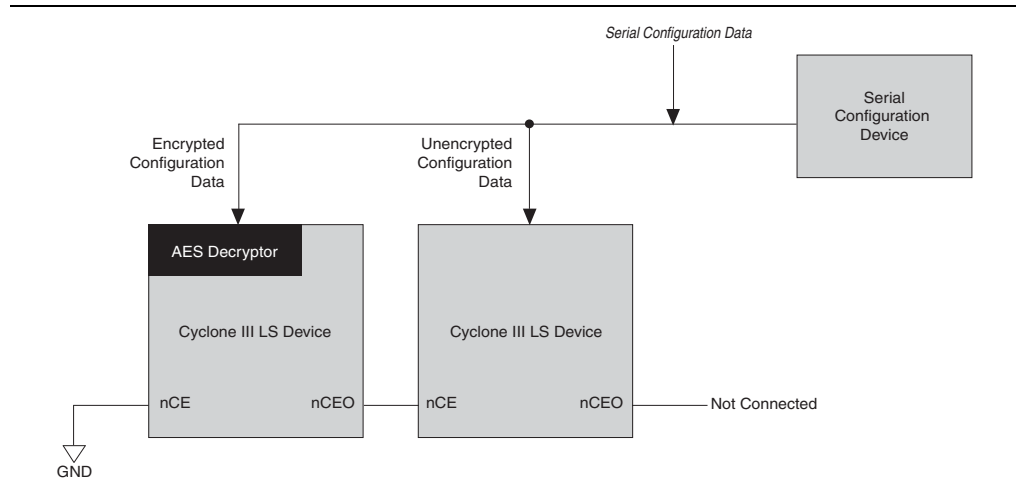 Serial Configuration Data
Serial
Configuration
Device
Encrypted
Configuration
Data
Unencrypted
Configuration
Data
AES Decryptor
Cyclone III LS Device
Cyclone III LS Device
nCE
nCEO
nCE
nCEO
Not Connected
GND